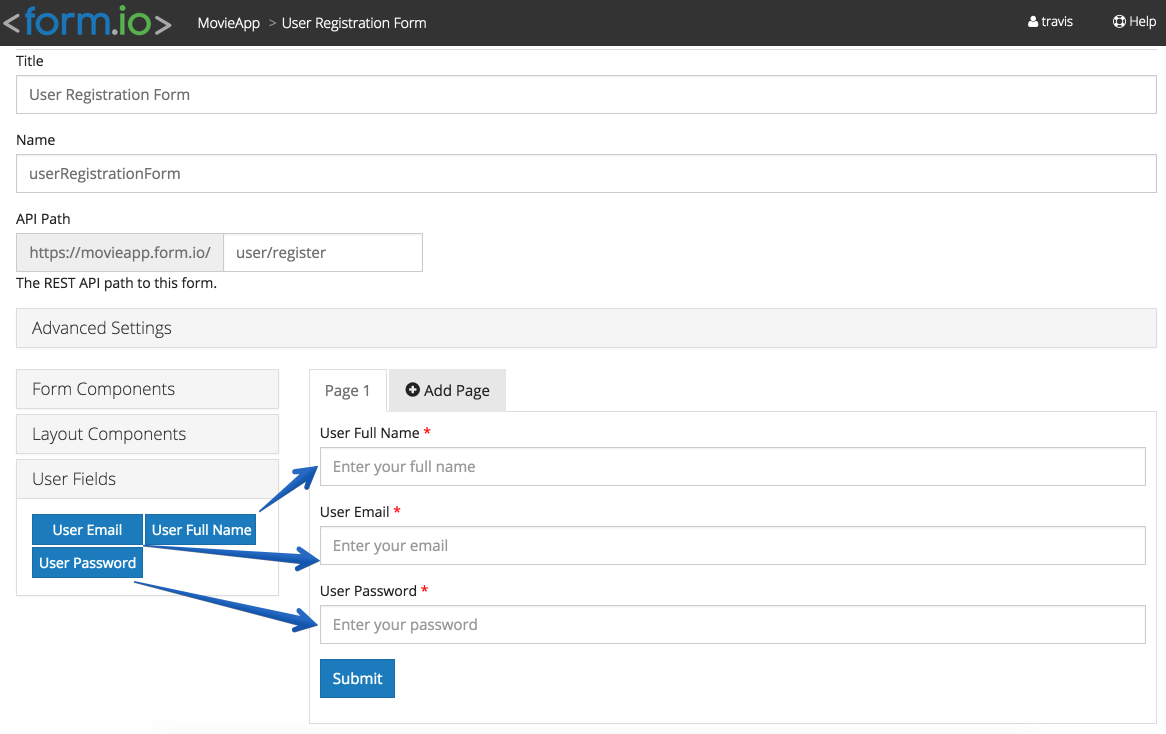 <form.io> MovieApp > User Registration Form travis Help
Title
User Registration Form
Name
userRegistrationForm
API Path
https://movieapp.form.io/ user/register
The REST API path to this form.
Advanced Settings
Form Components
Layout Components
User Fields
User Email User Full Name
User Password
Page 1 Add Page
User Full Name *
Enter your full name
User Email *
Enter your email
User Password *
Enter your password
Submit